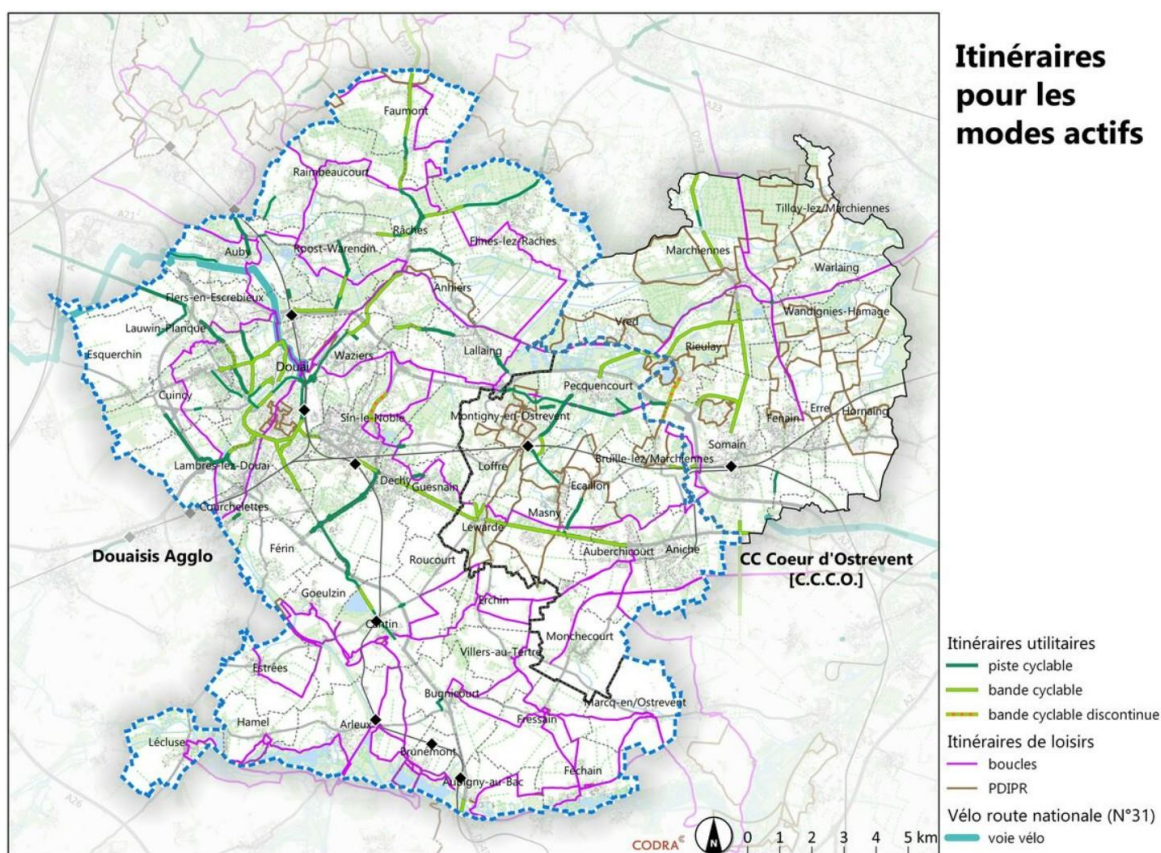 Itinéraires
pour les
modes actifs
Faumont
Raimbeaucourt
Râches
Flines-lez-Raches
Roost-Warendin
Auby
Anhiers
Flers-en-Escrebieux
Lauwin-Planque
Esquerchin
Waziers
Lallaing
Douai
Cuincy
Sin-le-Noble
Lambres-lez-Douai
Dechy
Guesnain
Courchelettes
Férin
Roucourt
Goeulzin
Cantin
Erchin
Villers-au-Tertre
Estrées
Bugnicourt
Monchecourt
Marcq-en/Ostrevent
Hamel
Arleux
Fressain
Lécluse
Brunemont
Féchain
Aubigny-au-Bac
Tilloy-lez/Marchiennes
Marchiennes
Warlaing
Wandignies-Hamage
Vred
Rieulay
Pecquencourt
Erre
Hornaing
Fenain
Montigny-en-Ostrevent
Somain
Bruille-lez/Marchiennes
Loffre
Ecaillon
Masny
Lewarde
Auberchicourt
Aniche
Douaisis Agglo
CC Coeur d'Ostrevent
[C.C.C.O.]
A21
A23
A26
Itinéraires utilitaires
piste cyclable
bande cyclable
bande cyclable discontinue
Itinéraires de loisirs
boucles
PDIPR
Vélo route nationale (N°31)
voie vélo
CODRA
N
0 1 2 3 4 5 km